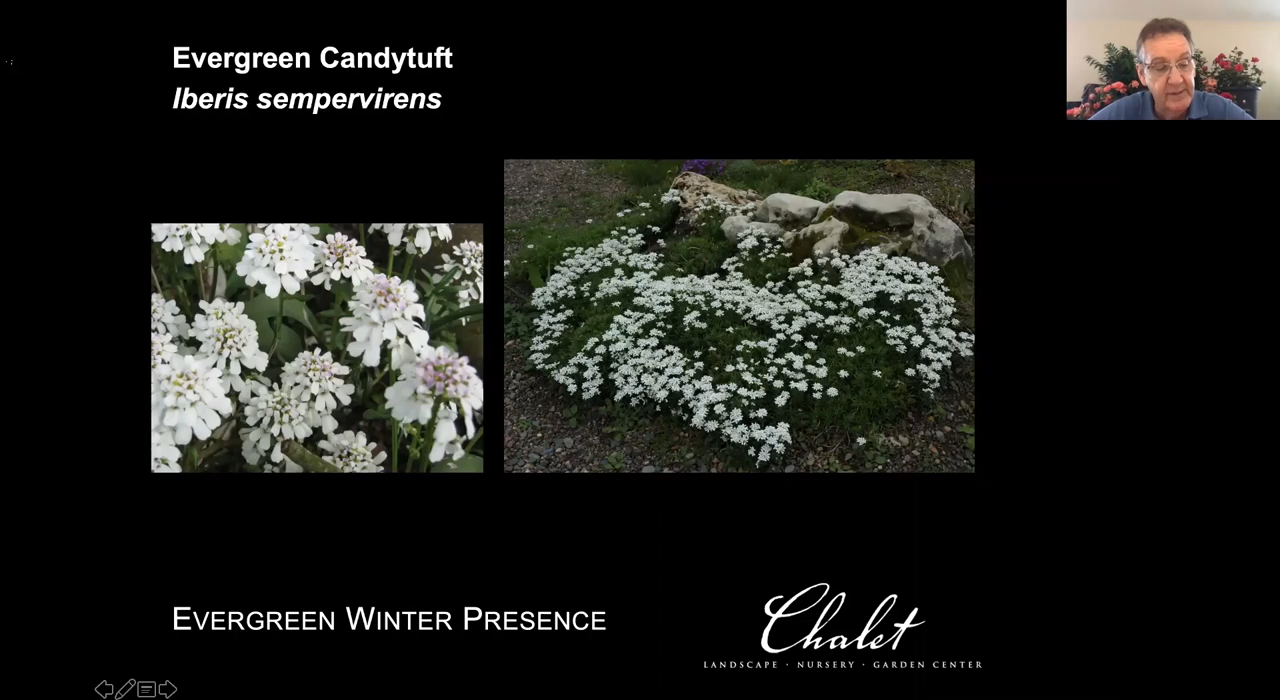 Evergreen Candytuft
Iberis sempervirens
EVERGREEN WINTER PRESENCE
Chalet
LANDSCAPE · NURSERY · GARDEN CENTER